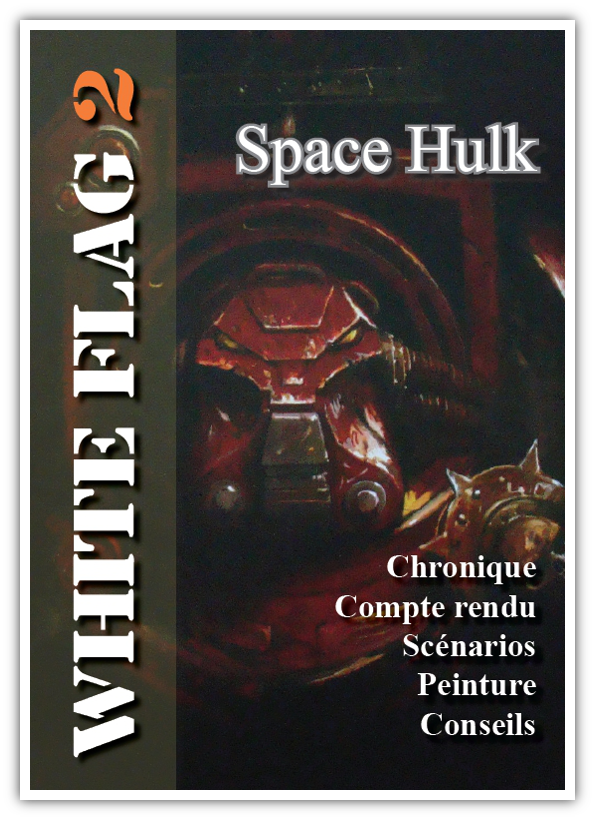 WHITE FLAG 2
Space Hulk
Chronique
Compte rendu
Scénarios
Peinture
Conseils